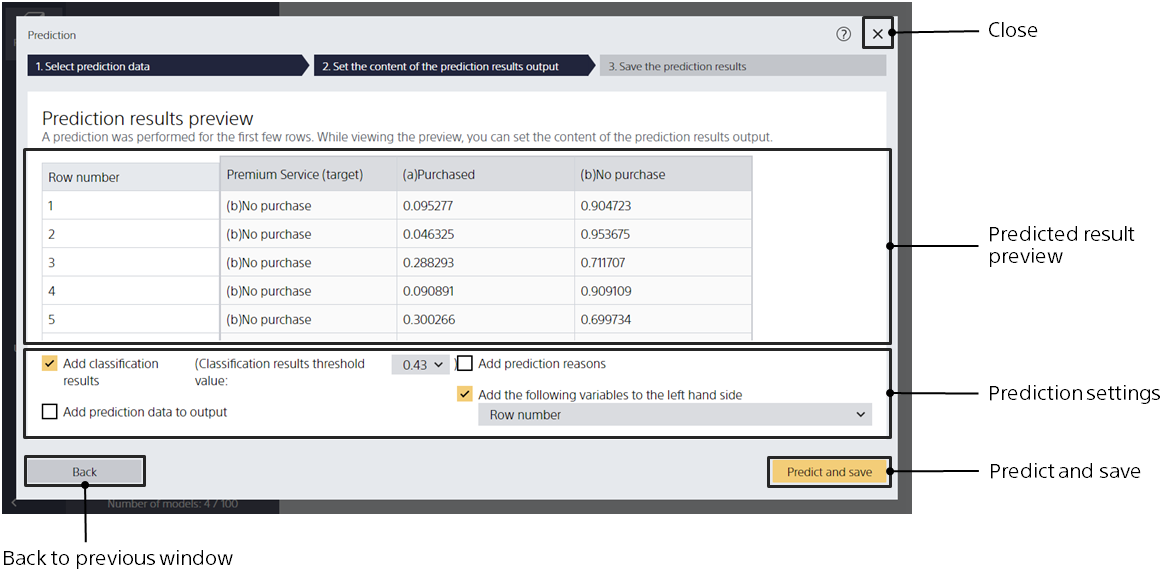 Prediction
Close
1. Select prediction data
2. Set the content of the prediction results output
3. Save the prediction results
Prediction results preview
A prediction was performed for the first few rows. While viewing the preview, you can set the content of the prediction results output.
Row number Premium Service (target) (a)Purchased (b)No purchase
1 (b)No purchase 0.095277 0.904723
2 (b)No purchase 0.046325 0.953675
3 (b)No purchase 0.288293 0.711707
4 (b)No purchase 0.090891 0.909109
5 (b)No purchase 0.300266 0.699734
Predicted result
preview
Add classification
results
(Classification results threshold
value:
0.43
)
Add prediction reasons
Add the following variables to the left hand side
Row number
Add prediction data to output
Prediction settings
Back
Predict and save
Predict and save
Number of models: 4 / 100
Back to previous window